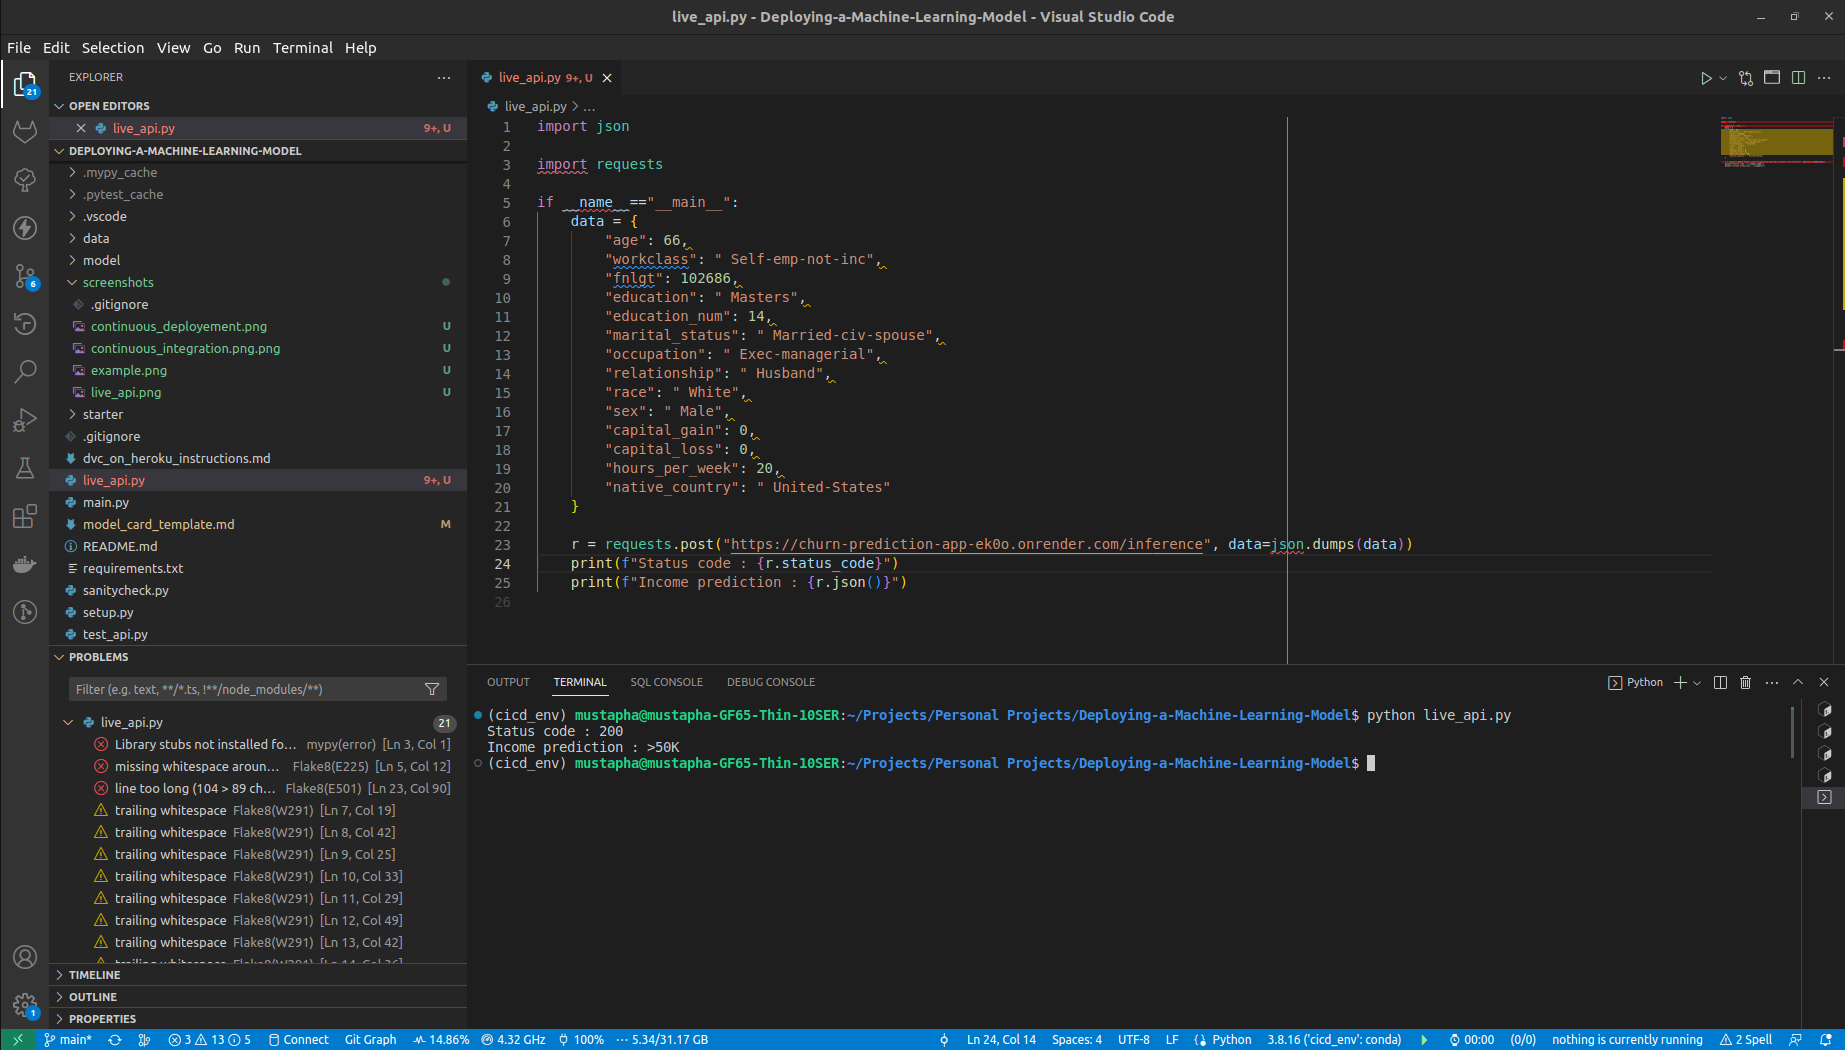 live_api.py - Deploying-a-Machine-Learning-Model - Visual Studio Code
File Edit Selection View Go Run Terminal Help
EXPLORER
OPEN EDITORS
live_api.py 9+, U
DEPLOYING-A-MACHINE-LEARNING-MODEL
.mypy_cache
.pytest_cache
.vscode
data
model
screenshots
.gitignore
continuous_deployement.png U
continuous_integration.png.png U
example.png U
live_api.png U
starter
.gitignore
dvc_on_heroku_instructions.md
live_api.py 9+, U
main.py
model_card_template.md M
README.md
requirements.txt
sanitycheck.py
setup.py
test_api.py
PROBLEMS
Filter (e.g. text, **/*.ts, !**/node_modules/**)
live_api.py 21
Library stubs not installed fo... mypy(error) [Ln 3, Col 1]
missing whitespace aroun... Flake8(E225) [Ln 5, Col 12]
line too long (104 > 89 ch... Flake8(E501) [Ln 23, Col 90]
trailing whitespace Flake8(W291) [Ln 7, Col 19]
trailing whitespace Flake8(W291) [Ln 8, Col 42]
trailing whitespace Flake8(W291) [Ln 9, Col 25]
trailing whitespace Flake8(W291) [Ln 10, Col 33]
trailing whitespace Flake8(W291) [Ln 11, Col 29]
trailing whitespace Flake8(W291) [Ln 12, Col 49]
trailing whitespace Flake8(W291) [Ln 13, Col 42]
trailing whitespace Flake8(W291) [Ln 14, Col 36]
TIMELINE
OUTLINE
PROPERTIES
21
6
1
live_api.py 9+, U
live_api.py > ...
1 import json
2
3 import requests
4
5 if __name__=="__main__":
6 data = {
7 "age": 66,
8 "workclass": " Self-emp-not-inc",
9 "fnlgt": 102686,
10 "education": " Masters",
11 "education_num": 14,
12 "marital_status": " Married-civ-spouse",
13 "occupation": " Exec-managerial",
14 "relationship": " Husband",
15 "race": " White",
16 "sex": " Male",
17 "capital_gain": 0,
18 "capital_loss": 0,
19 "hours_per_week": 20,
20 "native_country": " United-States"
21 }
22
23 r = requests.post("https://churn-prediction-app-ek0o.onrender.com/inference", data=json.dumps(data))
24 print(f"Status code : {r.status_code}")
25 print(f"Income prediction : {r.json()}")
26
OUTPUT TERMINAL SQL CONSOLE DEBUG CONSOLE
Python
(cicd_env) mustapha@mustapha-GF65-Thin-10SER:~/Projects/Personal Projects/Deploying-a-Machine-Learning-Model$ python live_api.py
Status code : 200
Income prediction : >50K
(cicd_env) mustapha@mustapha-GF65-Thin-10SER:~/Projects/Personal Projects/Deploying-a-Machine-Learning-Model$
main* 3 13 5 Connect Git Graph 14.86% 4.32 GHz 100% 5.34/31.17 GB Ln 24, Col 14 Spaces: 4 UTF-8 LF Python 3.8.16 ('cicd_env': conda) 00:00 (0/0) nothing is currently running 2 Spell